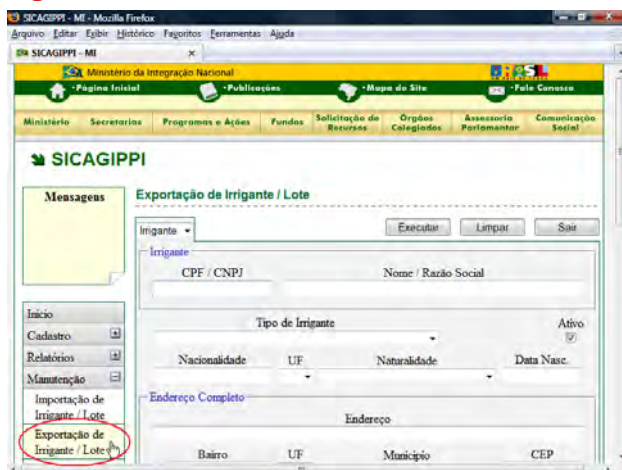 SICAGIPPI - MI - Mozilla Firefox
Arquivo Editar Exibir Histórico Favoritos Ferramentas Ajuda
SICAGIPPI - MI
Ministério da Integração Nacional
Página Inicial Publicações Mapa do Site Fale Conosco
Ministério Secretarias Programas e Ações Fundos Solicitação de Recursos Órgãos Colegiados Assessoria Parlamentar Comunicação Social
SICAGIPPI
Mensagens
Exportação de Irrigante / Lote
Irrigante Executar Limpar Sair
Irrigante
CPF / CNPJ Nome / Razão Social
Tipo de Irrigante Ativo
Nacionalidade UF Naturalidade Data Nasc.
Endereço Completo
Endereço
Bairro UF Município CEP
Início
Cadastro
Relatórios
Manutenção
Importação de
Irrigante / Lote
Exportação de
Irrigante / Lote